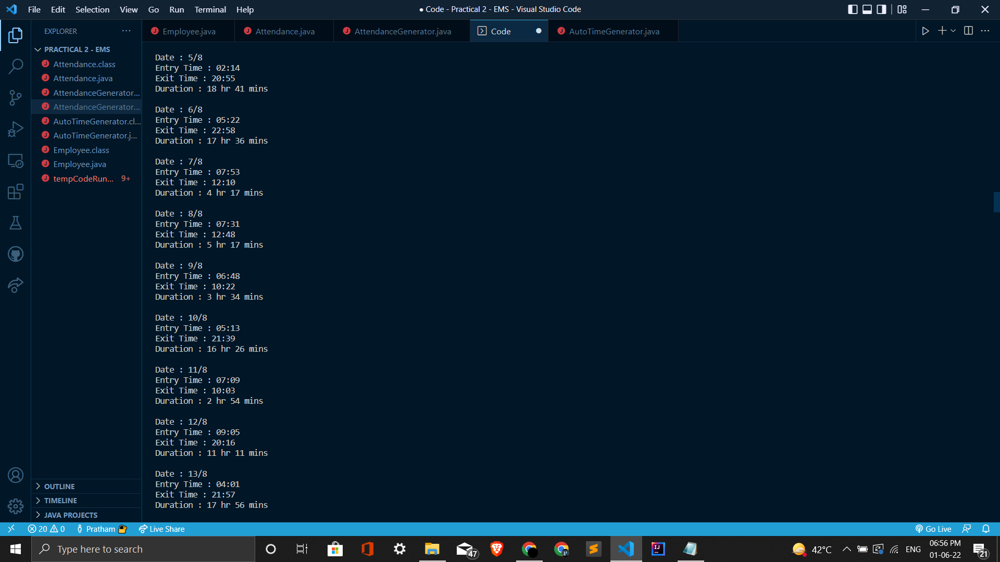 File Edit Selection View Go Run Terminal Help
● Code - Practical 2 - EMS - Visual Studio Code
EXPLORER
Employee.java
Attendance.java
AttendanceGenerator.java
Code
AutoTimeGenerator.java
PRACTICAL 2 - EMS
Attendance.class
Attendance.java
AttendanceGenerator...
AttendanceGenerator...
AutoTimeGenerator.cl...
AutoTimeGenerator.j...
Employee.class
Employee.java
tempCodeRun... 9+
OUTLINE
TIMELINE
JAVA PROJECTS
Date : 5/8
Entry Time : 02:14
Exit Time : 20:55
Duration : 18 hr 41 mins
Date : 6/8
Entry Time : 05:22
Exit Time : 22:58
Duration : 17 hr 36 mins
Date : 7/8
Entry Time : 07:53
Exit Time : 12:10
Duration : 4 hr 17 mins
Date : 8/8
Entry Time : 07:31
Exit Time : 12:48
Duration : 5 hr 17 mins
Date : 9/8
Entry Time : 06:48
Exit Time : 10:22
Duration : 3 hr 34 mins
Date : 10/8
Entry Time : 05:13
Exit Time : 21:39
Duration : 16 hr 26 mins
Date : 11/8
Entry Time : 07:09
Exit Time : 10:03
Duration : 2 hr 54 mins
Date : 12/8
Entry Time : 09:05
Exit Time : 20:16
Duration : 11 hr 11 mins
Date : 13/8
Entry Time : 04:01
Exit Time : 21:57
Duration : 17 hr 56 mins
20 0 Pratham Live Share
Go Live
Type here to search
47
42°C
ENG
06:56 PM
01-06-22
21